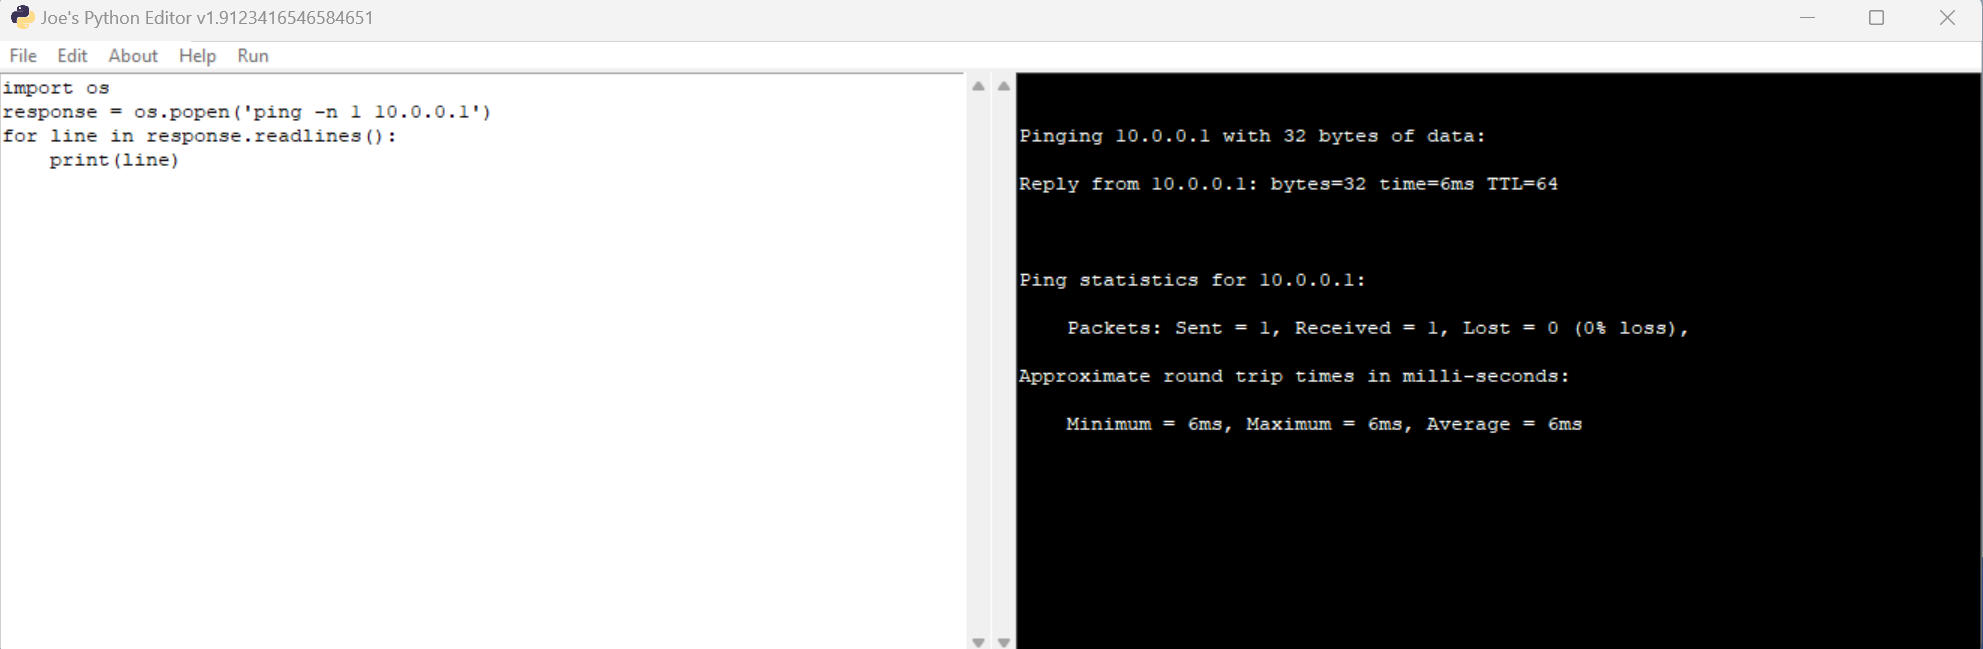 Joe's Python Editor v1.9123416546584651
File Edit About Help Run
import os
response = os.popen('ping -n 1 10.0.0.1')
for line in response.readlines():
    print(line)
Pinging 10.0.0.1 with 32 bytes of data:
Reply from 10.0.0.1: bytes=32 time=6ms TTL=64
Ping statistics for 10.0.0.1:
    Packets: Sent = 1, Received = 1, Lost = 0 (0% loss),
Approximate round trip times in milli-seconds:
    Minimum = 6ms, Maximum = 6ms, Average = 6ms